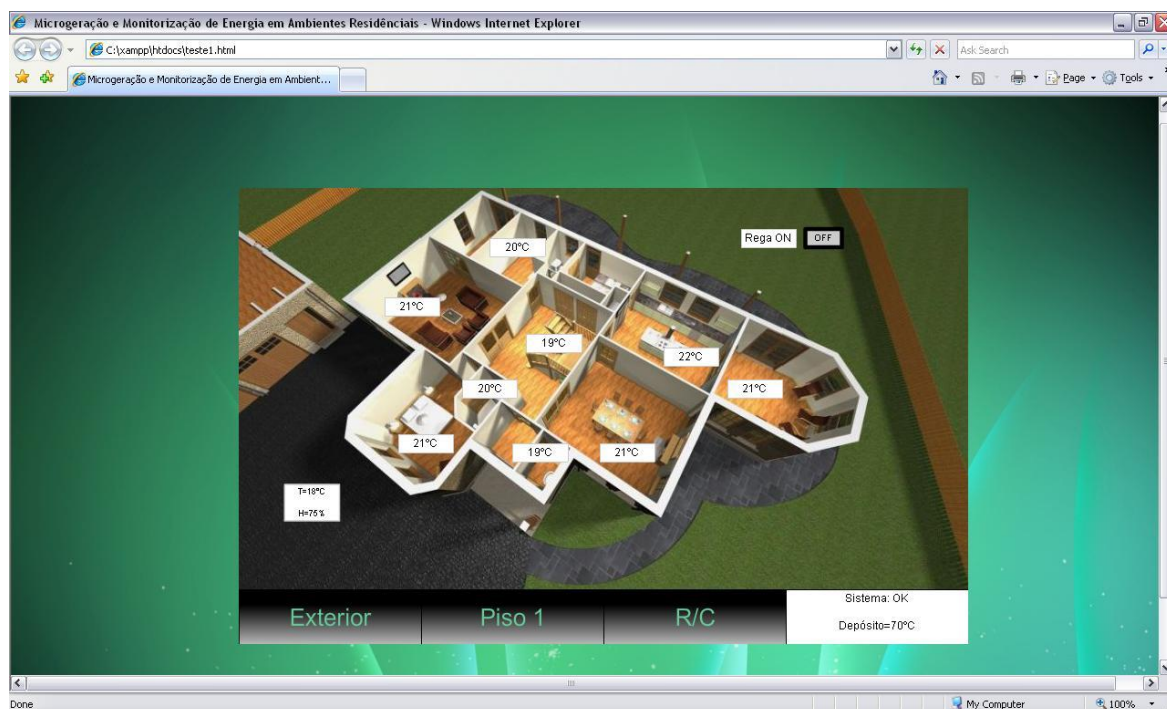 Microgeração e Monitorização de Energia em Ambientes Residênciais - Windows Internet Explorer
C:\xampp\htdocs\teste1.html
Ask Search
Microgeração e Monitorização de Energia em Ambient...
Page
Tools
Rega ON
OFF
20ºC
21ºC
19ºC
22ºC
20ºC
21ºC
21ºC
19ºC
21ºC
T=18ºC
H=75%
Exterior
Piso 1
R/C
Sistema: OK
Depósito=70ºC
Done
My Computer
100%